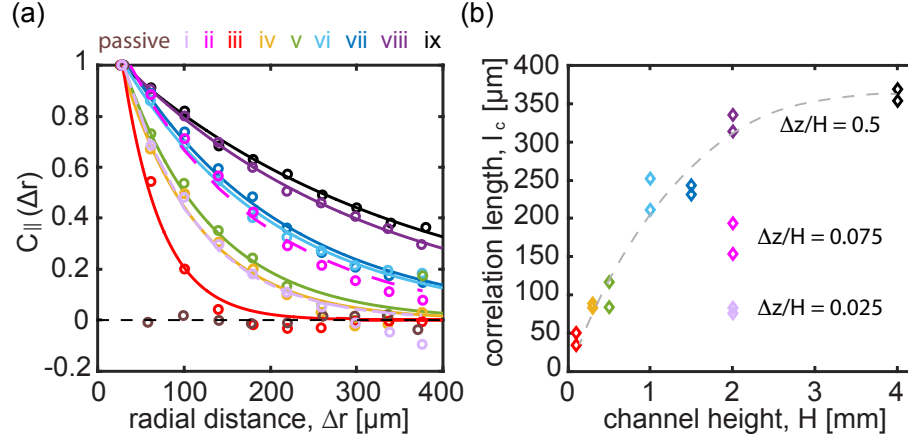 (a)
passive i ii iii iv v vi vii viii ix
1
0.8
0.6
0.4
0.2
0
-0.2
C||(Δr)
0 100 200 300 400
radial distance, Δr [µm]
(b)
400
350
300
250
200
150
100
50
0
correlation length, l c [µm]
Δz/H = 0.5
Δz/H = 0.075
Δz/H = 0.025
0 1 2 3 4
channel height, H [mm]